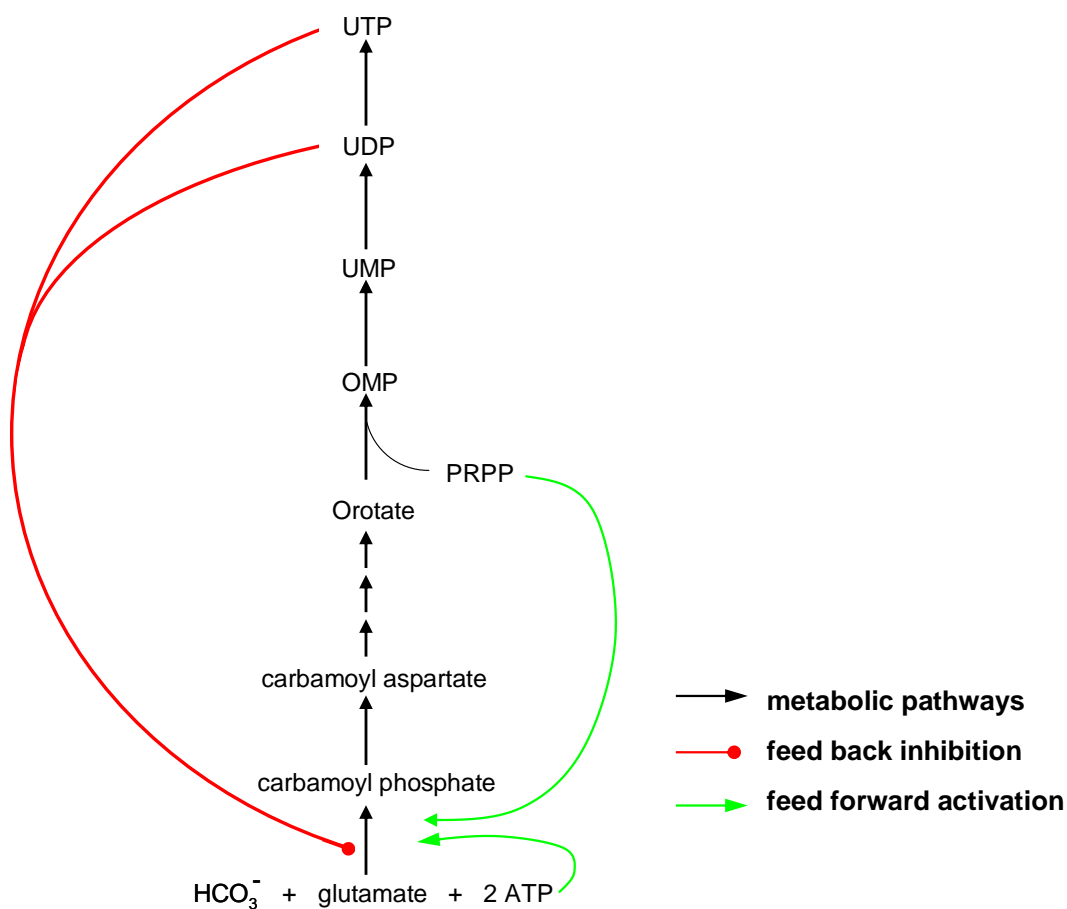 UTP
UDP
UMP
OMP
PRPP
Orotate
carbamoyl aspartate
metabolic pathways
feed back inhibition
carbamoyl phosphate
feed forward activation
HCO₃⁻ + glutamate + 2 ATP